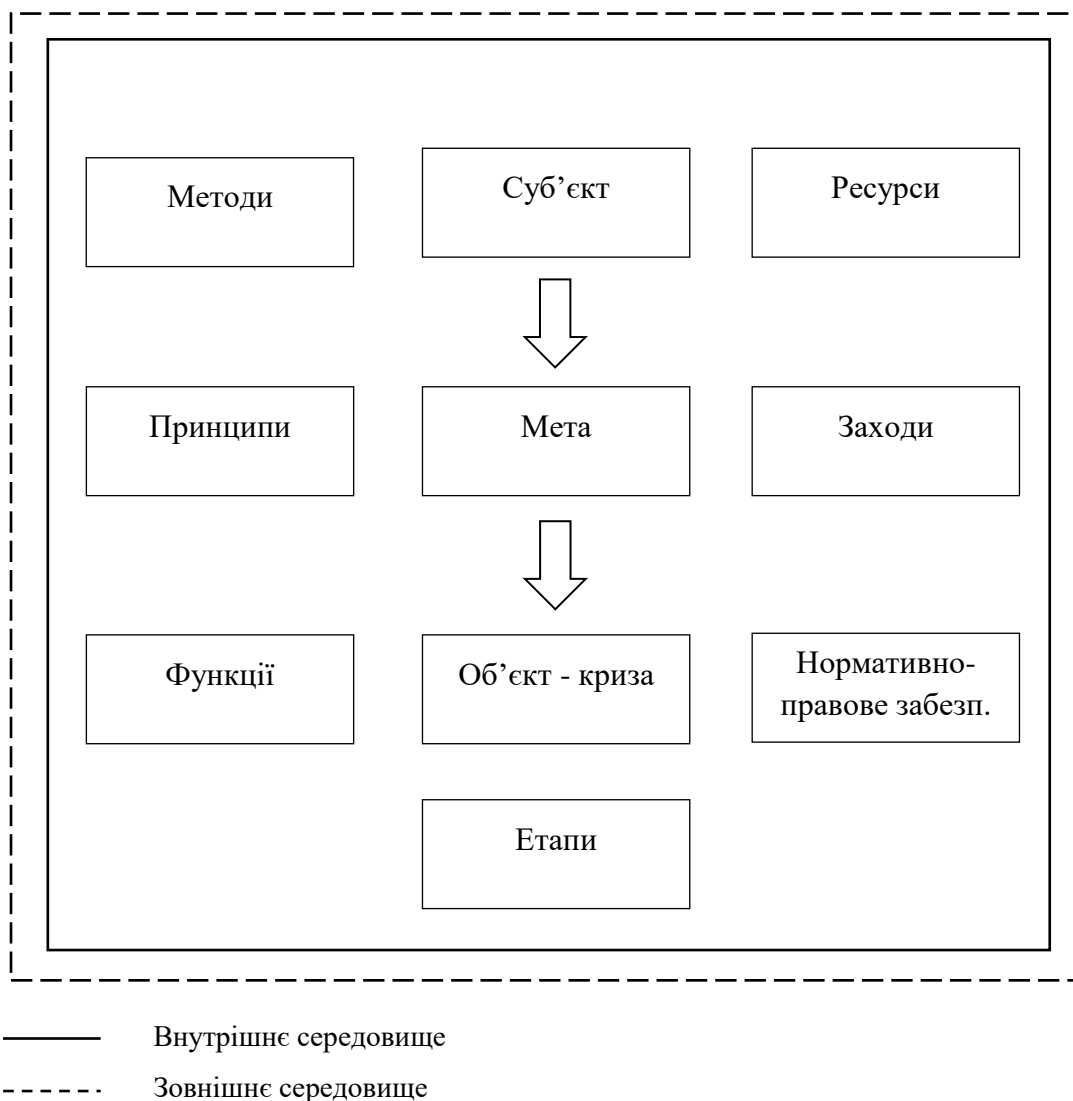 Методи
Суб’єкт
Ресурси
Принципи
Мета
Заходи
Функції
Об’єкт - криза
Нормативно-
правове забезп.
Етапи
Внутрішнє середовище
Зовнішнє середовище